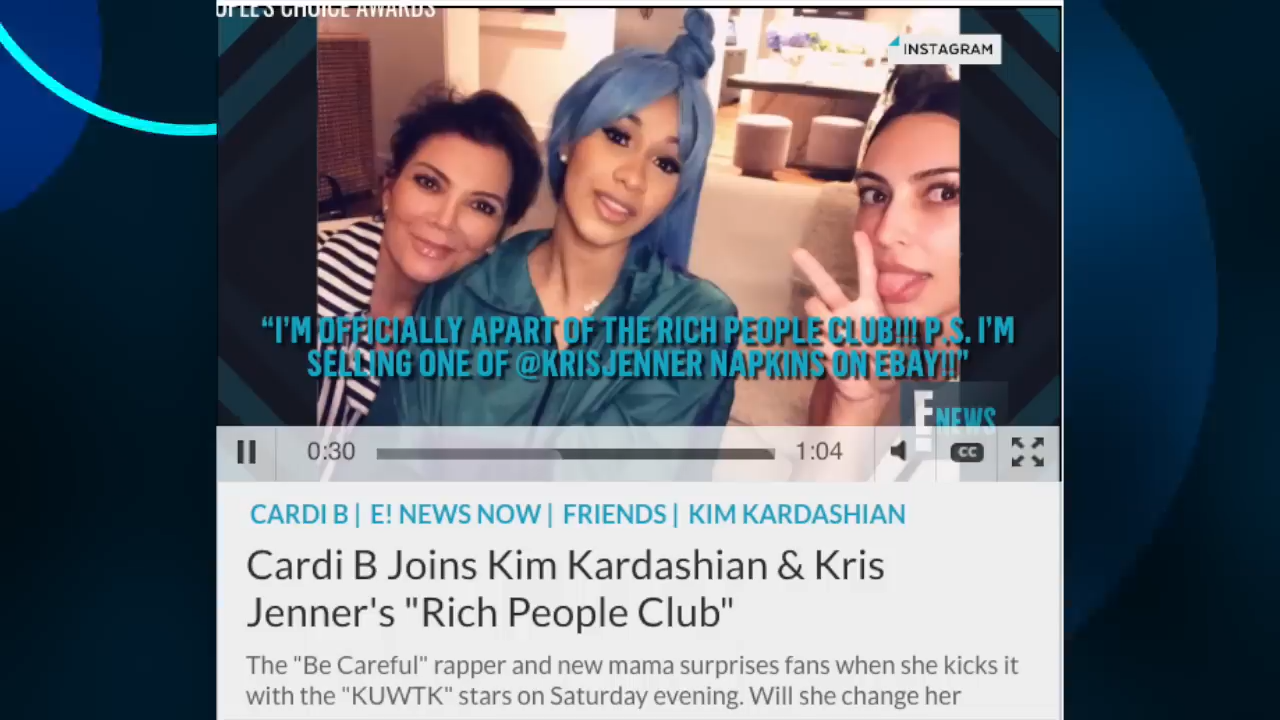 OPLE'S CHOICE AWARDS
INSTAGRAM
"I'M OFFICIALLY APART OF THE RICH PEOPLE CLUB!!! P.S. I'M
SELLING ONE OF @KRISJENNER NAPKINS ON EBAY!!"
E NEWS
0:30
1:04
CC
CARDI B | E! NEWS NOW | FRIENDS | KIM KARDASHIAN
Cardi B Joins Kim Kardashian & Kris
Jenner's "Rich People Club"
The "Be Careful" rapper and new mama surprises fans when she kicks it
with the "KUWTK" stars on Saturday evening. Will she change her